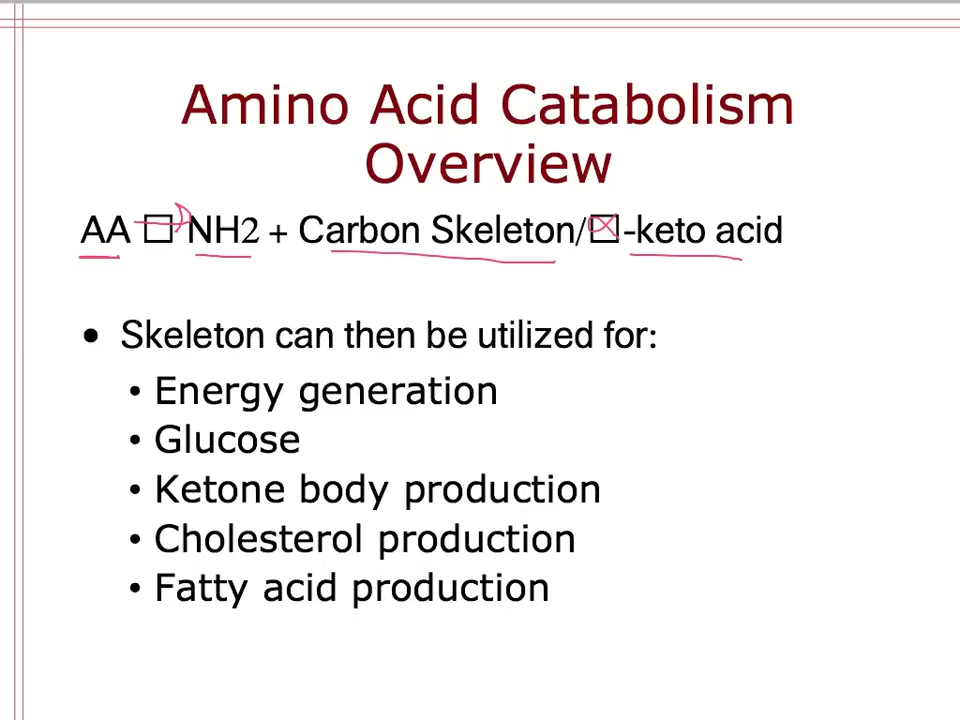 Amino Acid Catabolism
Overview
AA □ NH2 + Carbon Skeleton/□-keto acid
• Skeleton can then be utilized for:
• Energy generation
• Glucose
• Ketone body production
• Cholesterol production
• Fatty acid production